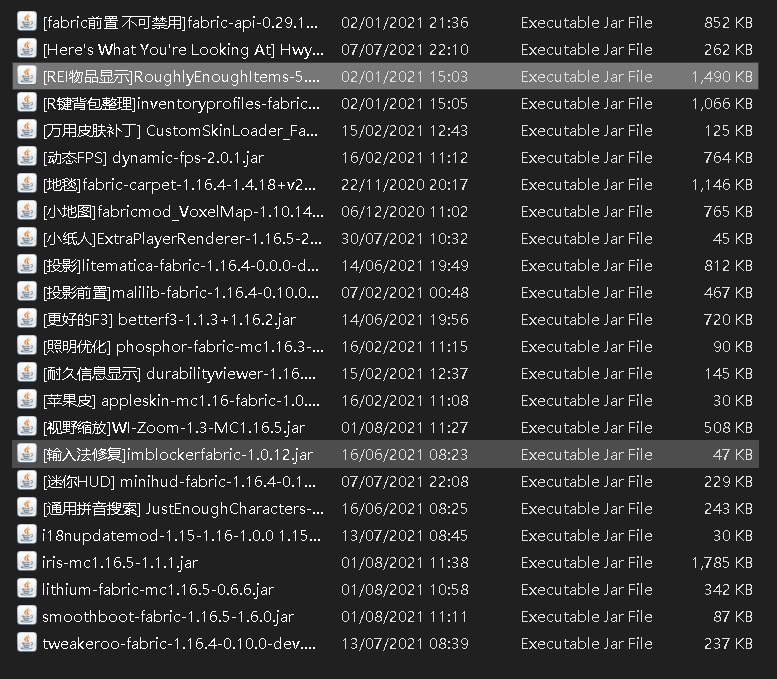 [fabric前置 不可禁用]fabric-api-0.29.1... 02/01/2021 21:36 Executable Jar File 852 KB
[Here's What You're Looking At] Hwy... 07/07/2021 22:10 Executable Jar File 262 KB
[REI物品显示]RoughlyEnoughItems-5.... 02/01/2021 15:03 Executable Jar File 1,490 KB
[R键背包整理]inventoryprofiles-fabric... 02/01/2021 15:05 Executable Jar File 1,066 KB
[万用皮肤补丁] CustomSkinLoader_Fa... 15/02/2021 12:43 Executable Jar File 125 KB
[动态FPS] dynamic-fps-2.0.1.jar 16/02/2021 11:12 Executable Jar File 764 KB
[地毯]fabric-carpet-1.16.4-1.4.18+v2... 22/11/2020 20:17 Executable Jar File 1,146 KB
[小地图]fabricmod_VoxelMap-1.10.14... 06/12/2020 11:02 Executable Jar File 765 KB
[小纸人]ExtraPlayerRenderer-1.16.5-2... 30/07/2021 10:32 Executable Jar File 45 KB
[投影]litematica-fabric-1.16.4-0.0.0-d... 14/06/2021 19:49 Executable Jar File 812 KB
[投影前置]malilib-fabric-1.16.4-0.10.0... 07/02/2021 00:48 Executable Jar File 467 KB
[更好的F3] betterf3-1.1.3+1.16.2.jar 14/06/2021 19:56 Executable Jar File 720 KB
[照明优化] phosphor-fabric-mc1.16.3-... 16/02/2021 11:15 Executable Jar File 90 KB
[耐久信息显示] durabilityviewer-1.16.... 15/02/2021 12:37 Executable Jar File 145 KB
[苹果皮] appleskin-mc1.16-fabric-1.0.... 16/02/2021 11:08 Executable Jar File 30 KB
[视野缩放]WI-Zoom-1.3-MC1.16.5.jar 01/08/2021 11:27 Executable Jar File 508 KB
[输入法修复]imblockerfabric-1.0.12.jar 16/06/2021 08:23 Executable Jar File 47 KB
[迷你HUD] minihud-fabric-1.16.4-0.1... 07/07/2021 22:08 Executable Jar File 229 KB
[通用拼音搜索] JustEnoughCharacters-... 16/06/2021 08:25 Executable Jar File 243 KB
i18nupdatemod-1.15-1.16-1.0.0 1.15... 13/07/2021 08:45 Executable Jar File 30 KB
iris-mc1.16.5-1.1.1.jar 01/08/2021 11:38 Executable Jar File 1,785 KB
lithium-fabric-mc1.16.5-0.6.6.jar 01/08/2021 10:58 Executable Jar File 342 KB
smoothboot-fabric-1.16.5-1.6.0.jar 01/08/2021 11:11 Executable Jar File 87 KB
tweakeroo-fabric-1.16.4-0.10.0-dev.... 13/07/2021 08:39 Executable Jar File 237 KB